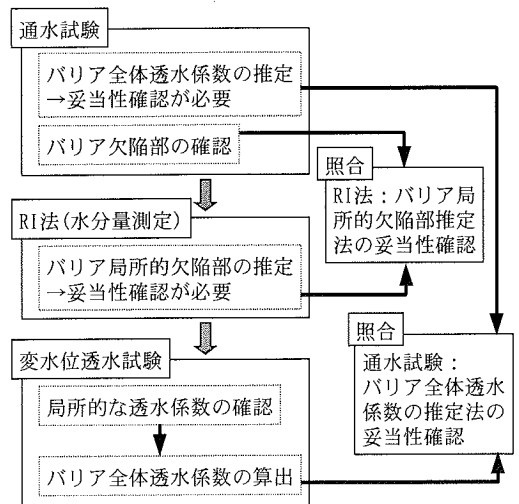 通水試験
バリア全体透水係数の推定
→妥当性確認が必要
バリア欠陥部の確認
照合
RI法：バリア局
所的欠陥部推定
法の妥当性確認
RI法(水分量測定)
バリア局所的欠陥部の推定
→妥当性確認が必要
変水位透水試験
局所的な透水係数の確認
バリア全体透水係数の算出
照合
通水試験：
バリア全体透水
係数の推定法の
妥当性確認